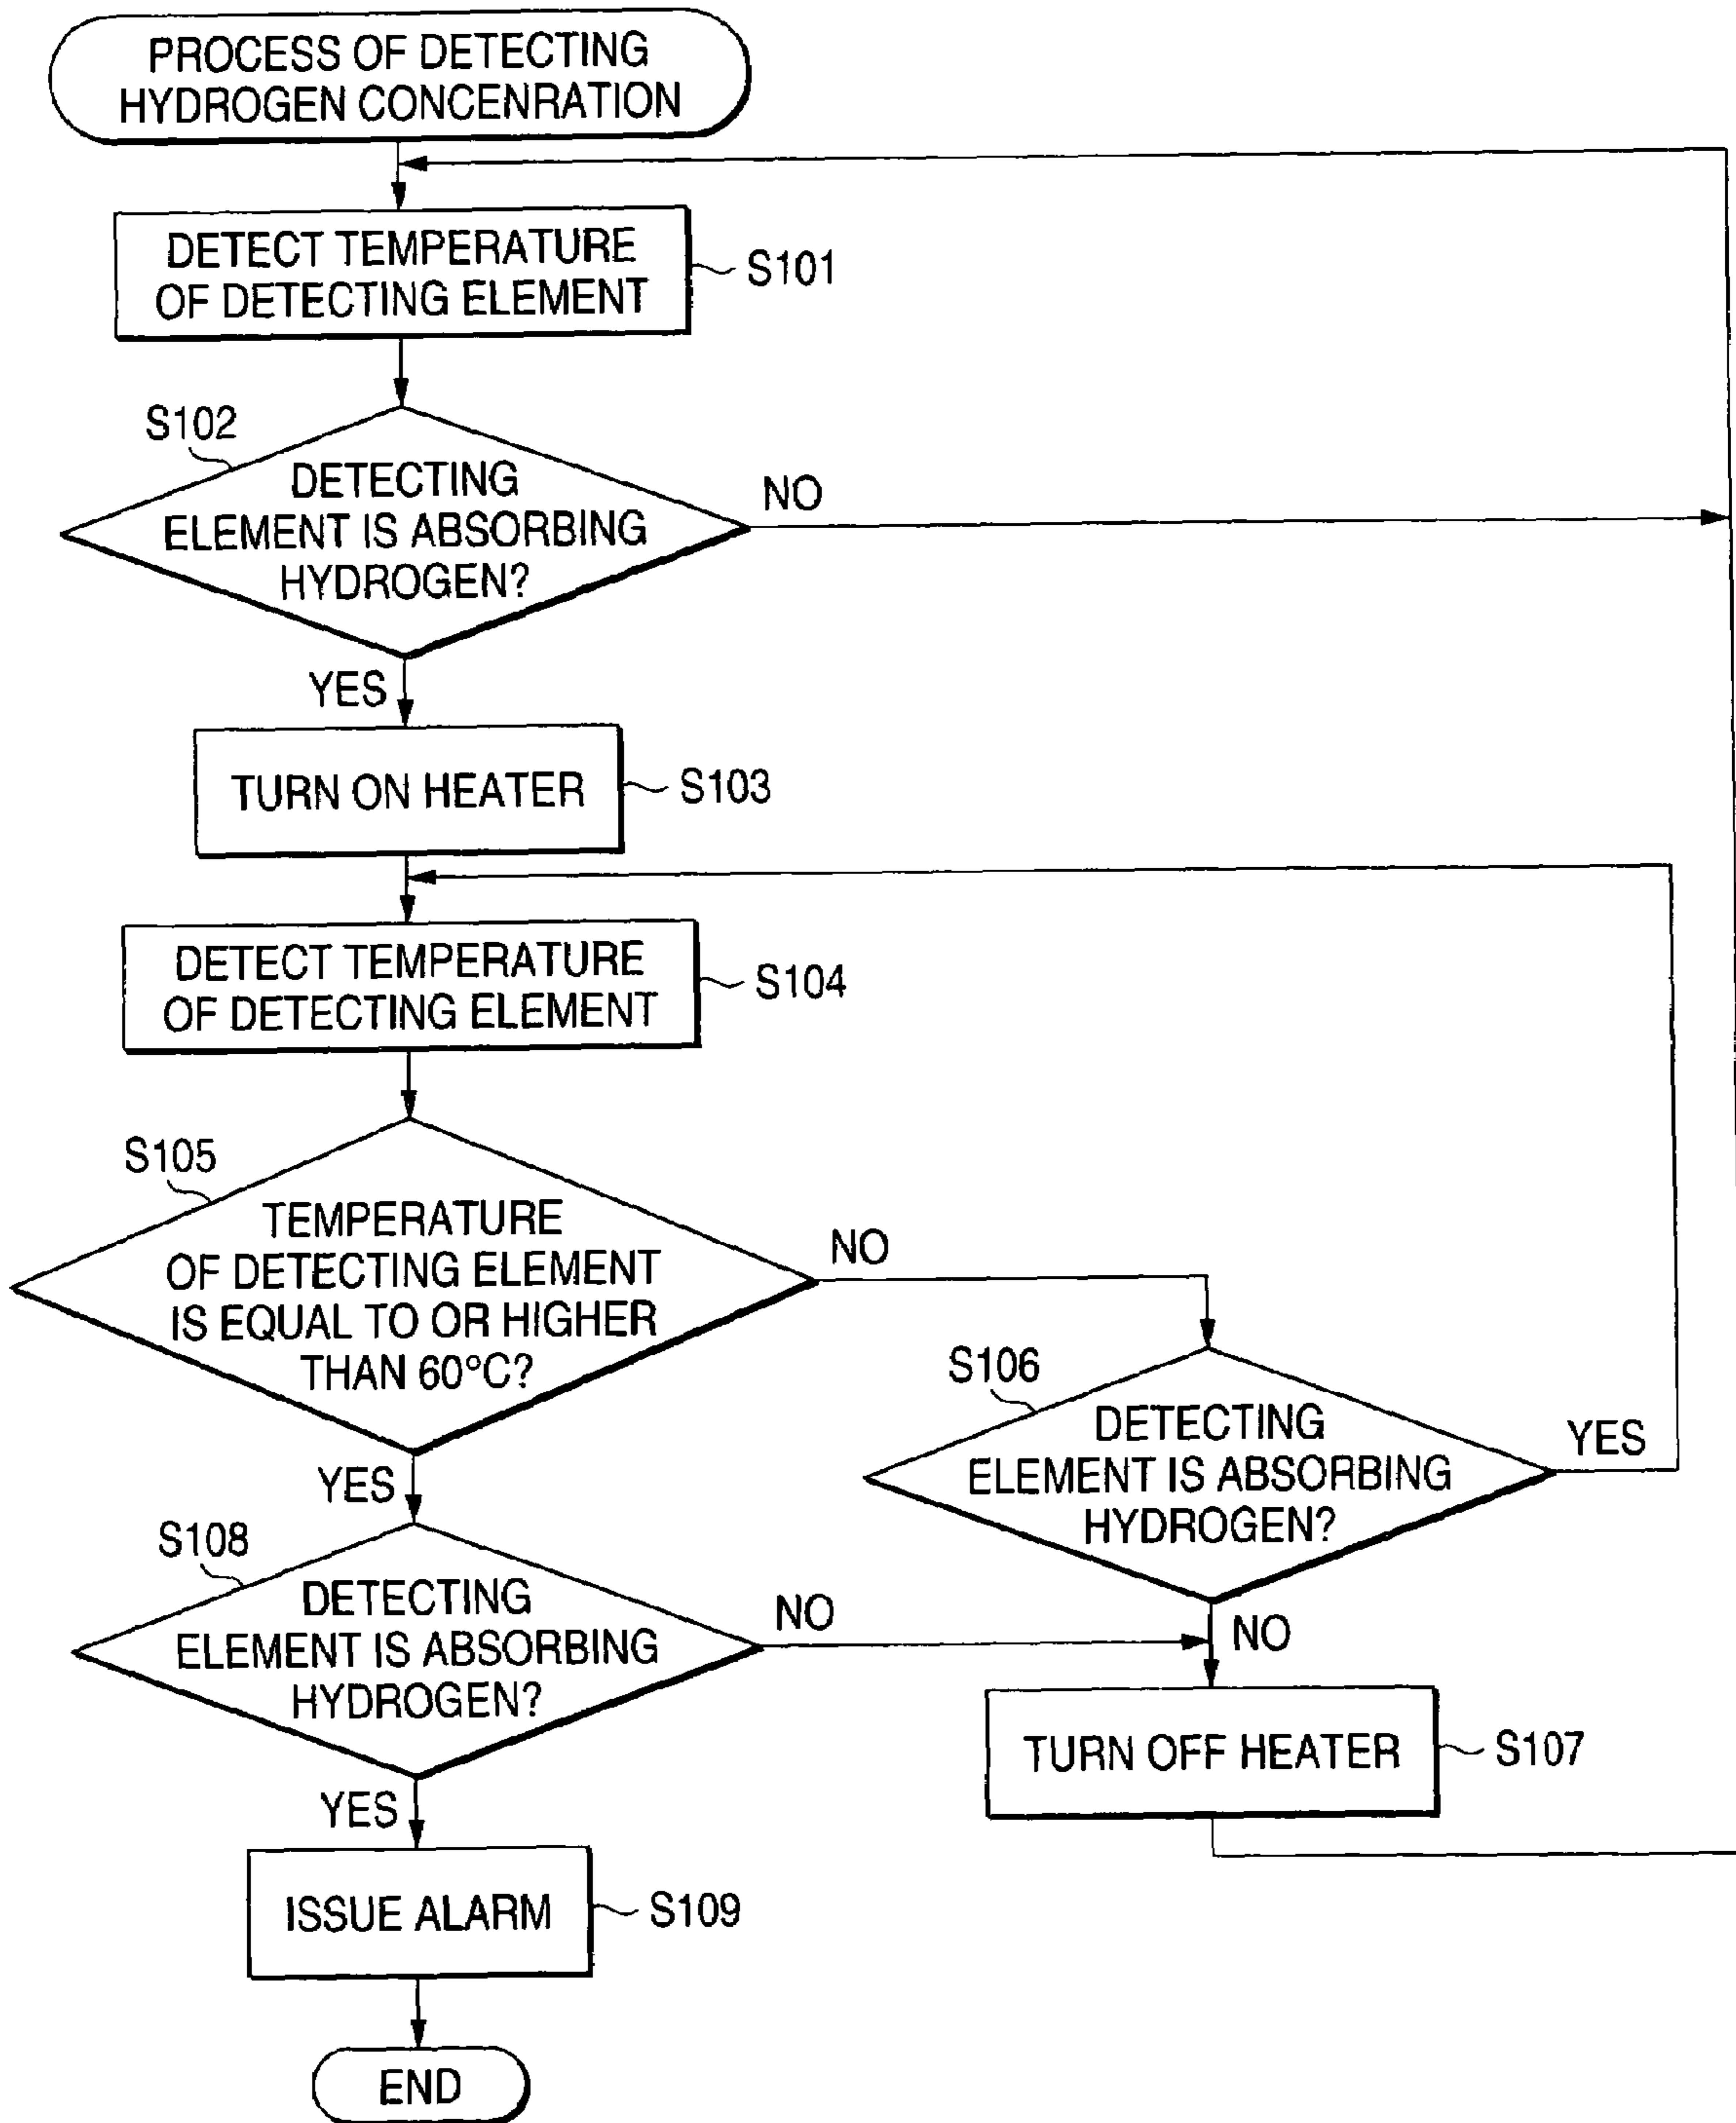 PROCESS OF DETECTING
HYDROGEN CONCENRATION
DETECT TEMPERATURE
OF DETECTING ELEMENT
S101
S102
DETECTING
ELEMENT IS ABSORBING
HYDROGEN?
NO
YES
TURN ON HEATER
S103
DETECT TEMPERATURE
OF DETECTING ELEMENT
S104
S105
TEMPERATURE
OF DETECTING ELEMENT
IS EQUAL TO OR HIGHER
THAN 60°C?
NO
YES
S106
DETECTING
ELEMENT IS ABSORBING
HYDROGEN?
YES
NO
S108
DETECTING
ELEMENT IS ABSORBING
HYDROGEN?
NO
YES
TURN OFF HEATER
S107
ISSUE ALARM
S109
END